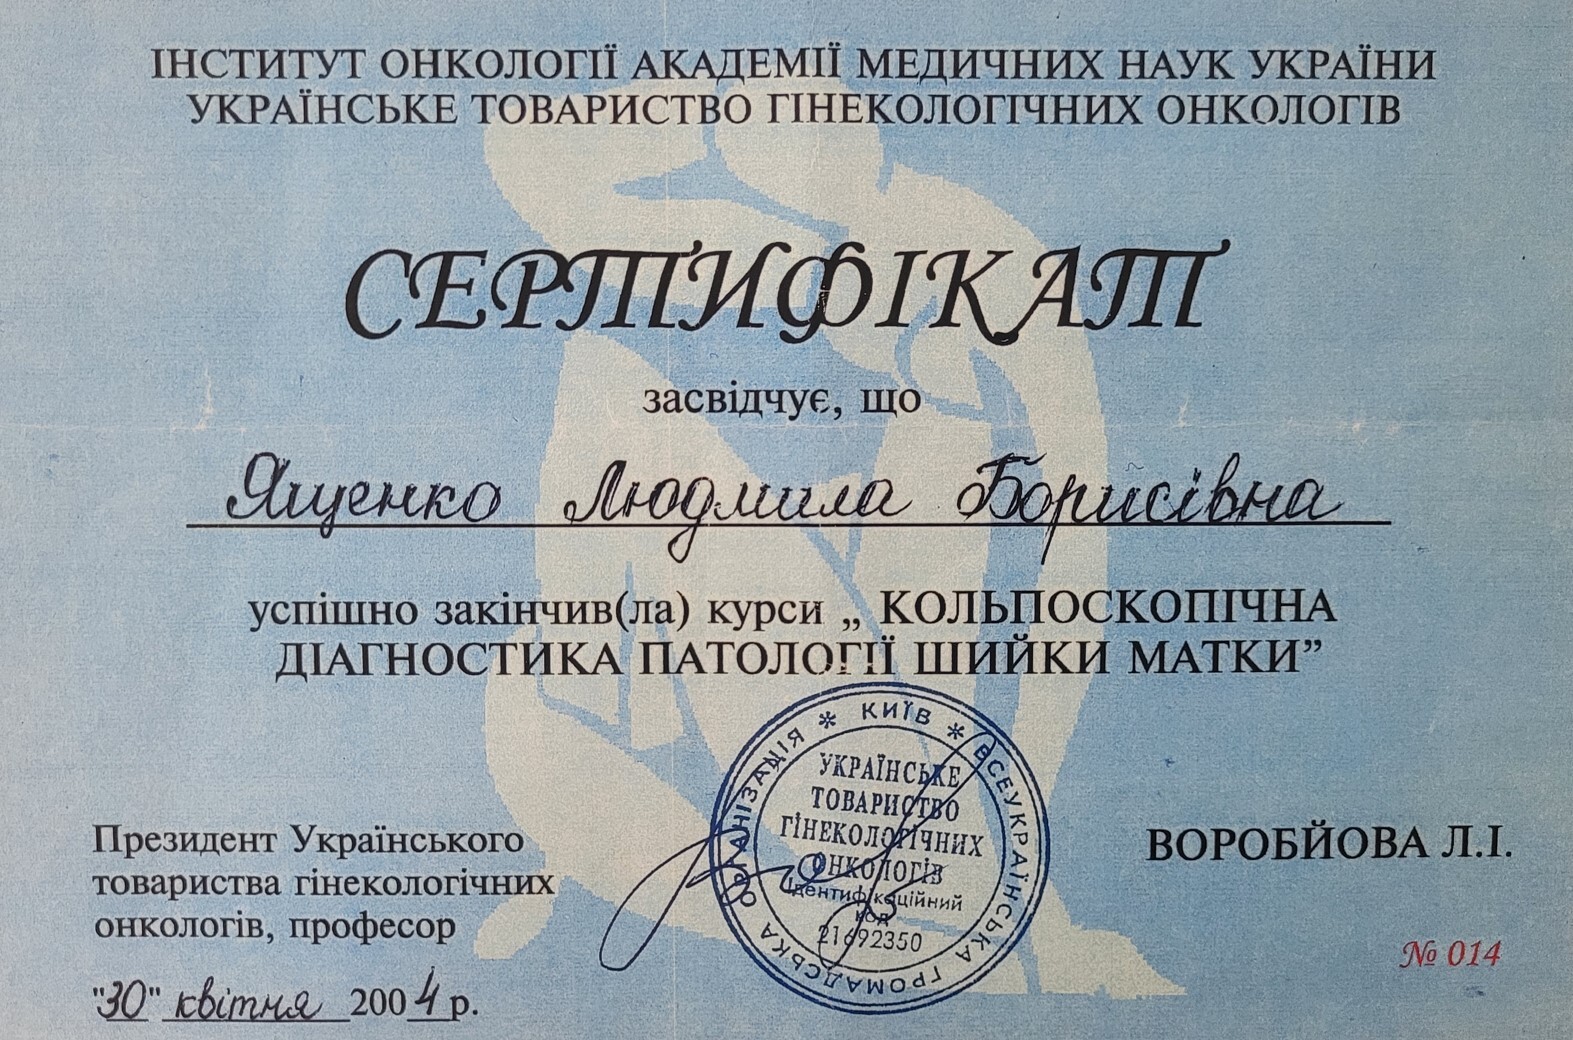 ІНСТИТУТ ОНКОЛОГІЇ АКАДЕМІЇ МЕДИЧНИХ НАУК УКРАЇНИ
УКРАЇНСЬКЕ ТОВАРИСТВО ГІНЕКОЛОГІЧНИХ ОНКОЛОГІВ
СЕРТИФІКАТ
засвідчує, що
Ященко Людмила Борисівна
успішно закінчив(ла) курси „ КОЛЬПОСКОПІЧНА
ДІАГНОСТИКА ПАТОЛОГІЇ ШИЙКИ МАТКИ”
Президент Українського
товариства гінекологічних
онкологів, професор
"30" квітня 2004 р.
* КИЇВ * ВСЕУКРАЇНСЬКА ГРОМАДСЬКА ОРГАНІЗАЦІЯ
УКРАЇНСЬКЕ
ТОВАРИСТВО
ГІНЕКОЛОГІЧНИХ
ОНКОЛОГІВ
Ідентифікаційний
код
21692350
ВОРОБЙОВА Л.І.
№ 014